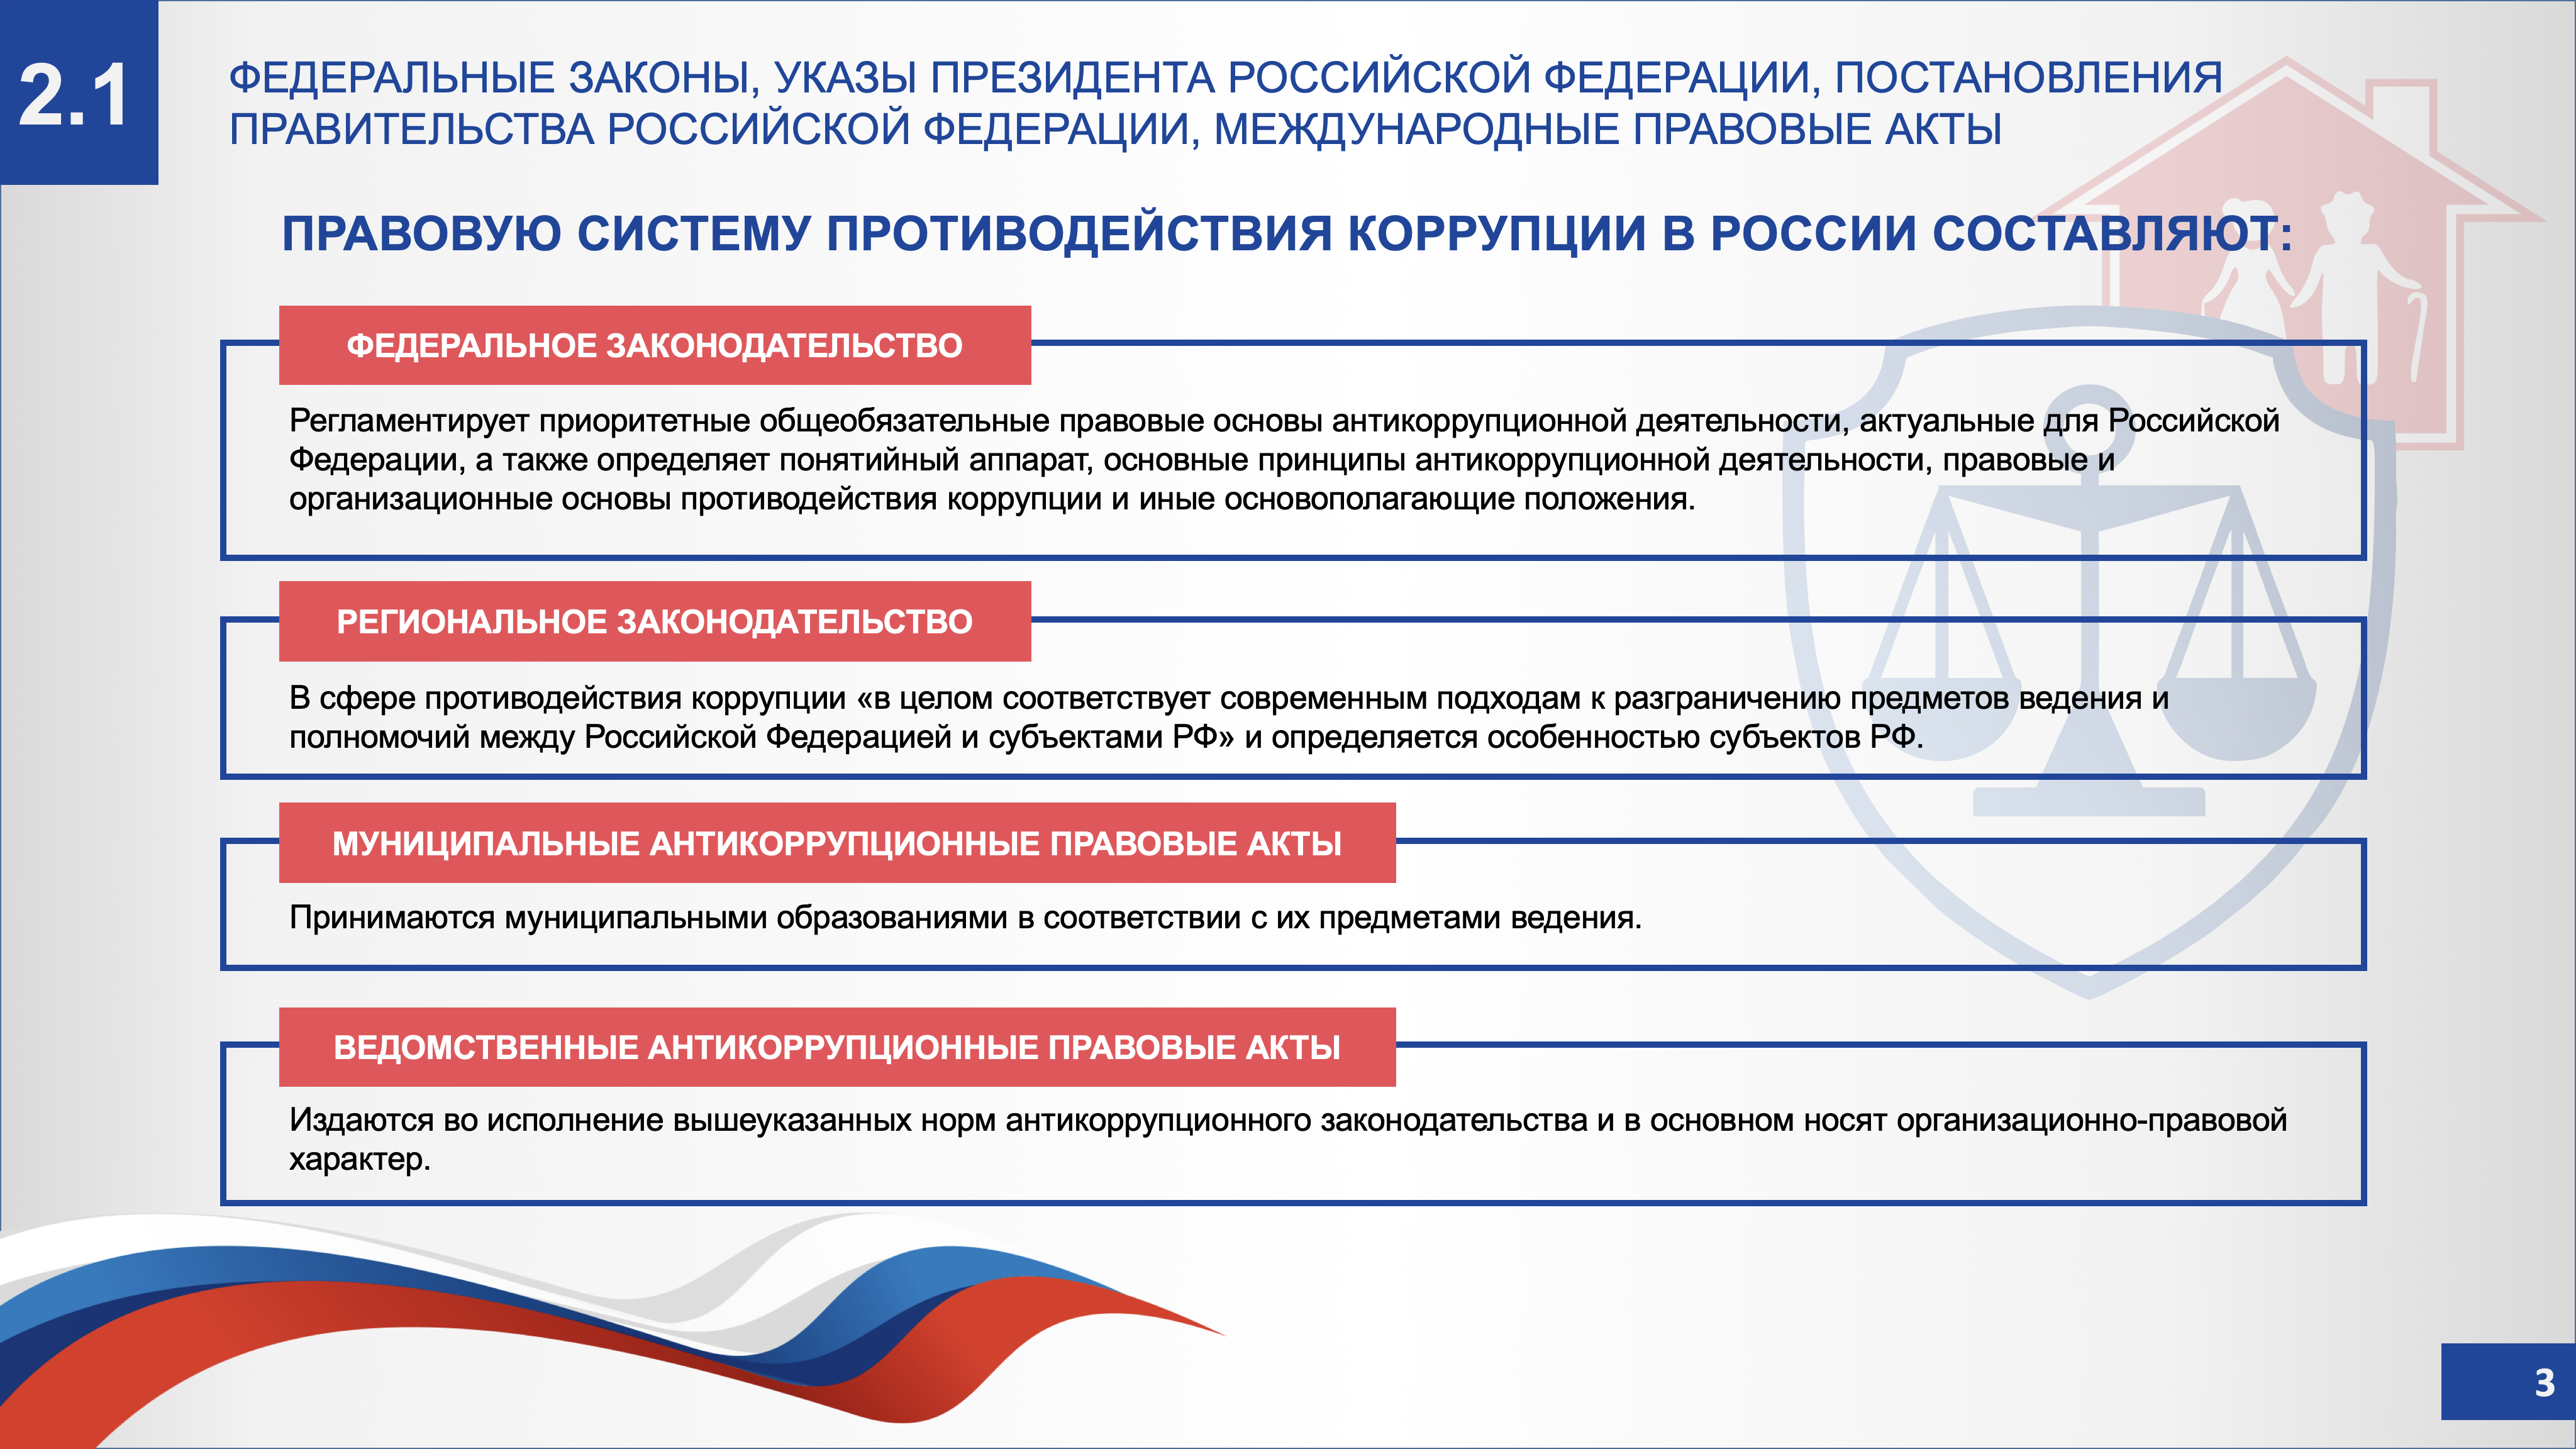 2.1
ФЕДЕРАЛЬНЫЕ ЗАКОНЫ, УКАЗЫ ПРЕЗИДЕНТА РОССИЙСКОЙ ФЕДЕРАЦИИ, ПОСТАНОВЛЕНИЯ
ПРАВИТЕЛЬСТВА РОССИЙСКОЙ ФЕДЕРАЦИИ, МЕЖДУНАРОДНЫЕ ПРАВОВЫЕ АКТЫ
ПРАВОВУЮ СИСТЕМУ ПРОТИВОДЕЙСТВИЯ КОРРУПЦИИ В РОССИИ СОСТАВЛЯЮТ:
ФЕДЕРАЛЬНОЕ ЗАКОНОДАТЕЛЬСТВО
Регламентирует приоритетные общеобязательные правовые основы антикоррупционной деятельности, актуальные для Российской
Федерации, а также определяет понятийный аппарат, основные принципы антикоррупционной деятельности, правовые и
организационные основы противодействия коррупции и иные основополагающие положения.
РЕГИОНАЛЬНОЕ ЗАКОНОДАТЕЛЬСТВО
В сфере противодействия коррупции «в целом соответствует современным подходам к разграничению предметов ведения и
полномочий между Российской Федерацией и субъектами РФ» и определяется особенностью субъектов РФ.
МУНИЦИПАЛЬНЫЕ АНТИКОРРУПЦИОННЫЕ ПРАВОВЫЕ АКТЫ
Принимаются муниципальными образованиями в соответствии с их предметами ведения.
ВЕДОМСТВЕННЫЕ АНТИКОРРУПЦИОННЫЕ ПРАВОВЫЕ АКТЫ
Издаются во исполнение вышеуказанных норм антикоррупционного законодательства и в основном носят организационно-правовой
характер.
3